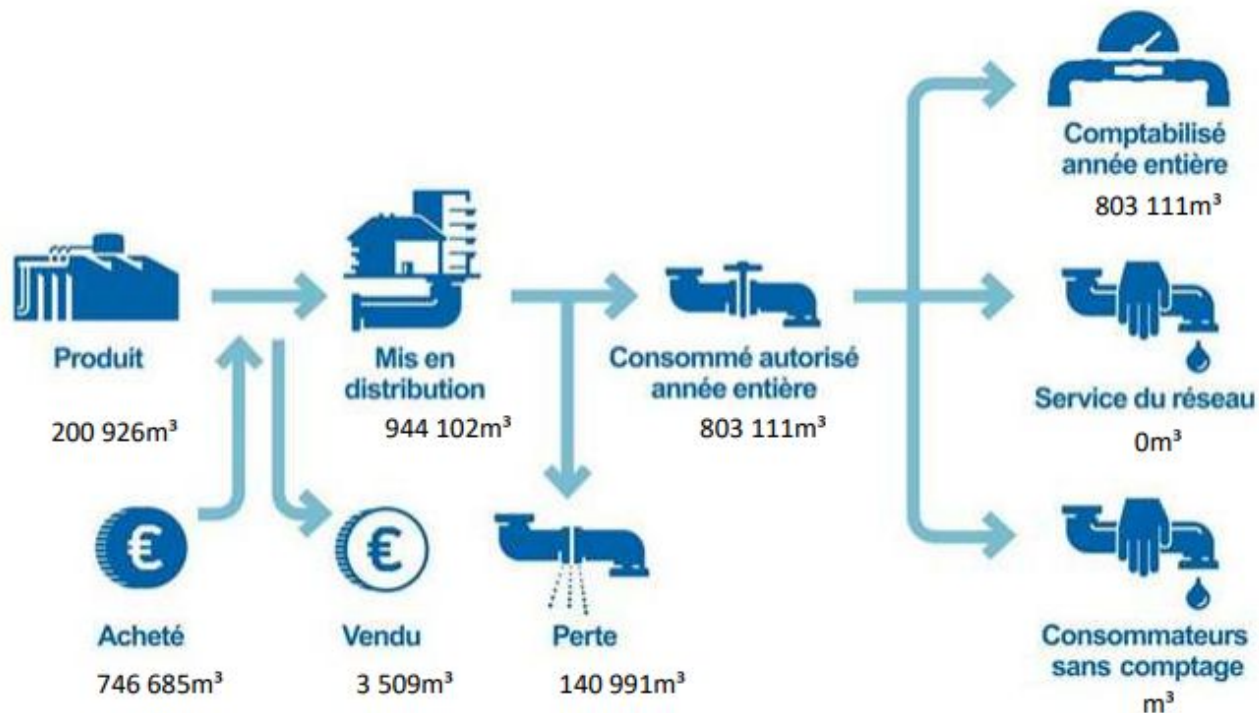 Comptabilisé
année entière
803 111m³
Produit
200 926m³
Mis en
distribution
944 102m³
Consommé autorisé
année entière
803 111m³
Service du réseau
0m³
€
Acheté
746 685m³
€
Vendu
3 509m³
Perte
140 991m³
Consommateurs
sans comptage
m³